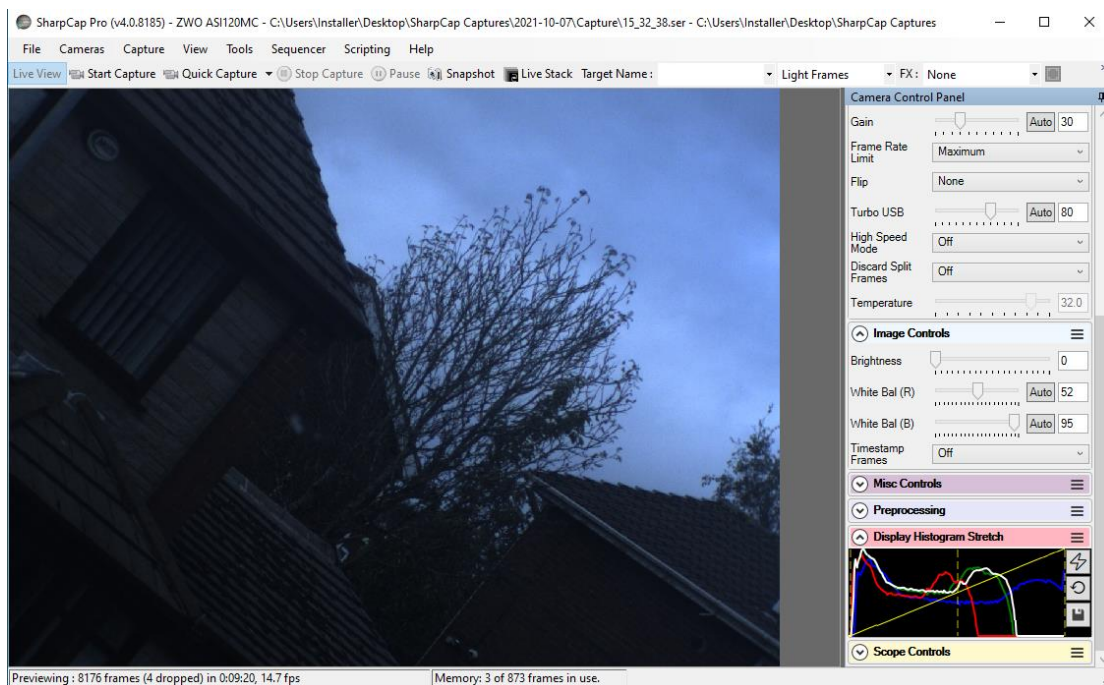 SharpCap Pro (v4.0.8185) - ZWO ASI120MC - C:\Users\Installer\Desktop\SharpCap Captures\2021-10-07\Capture\15_32_38.ser - C:\Users\Installer\Desktop\SharpCap Captures
File Cameras Capture View Tools Sequencer Scripting Help
Live View Start Capture Quick Capture Stop Capture Pause Snapshot Live Stack Target Name : Light Frames FX : None
Camera Control Panel
Gain Auto 30
Frame Rate Limit Maximum
Flip None
Turbo USB Auto 80
High Speed Mode Off
Discard Split Frames Off
Temperature 32.0
Image Controls
Brightness 0
White Bal (R) Auto 52
White Bal (B) Auto 95
Timestamp Frames Off
Misc Controls
Preprocessing
Display Histogram Stretch
Scope Controls
Previewing : 8176 frames (4 dropped) in 0:09:20, 14.7 fps Memory: 3 of 873 frames in use.